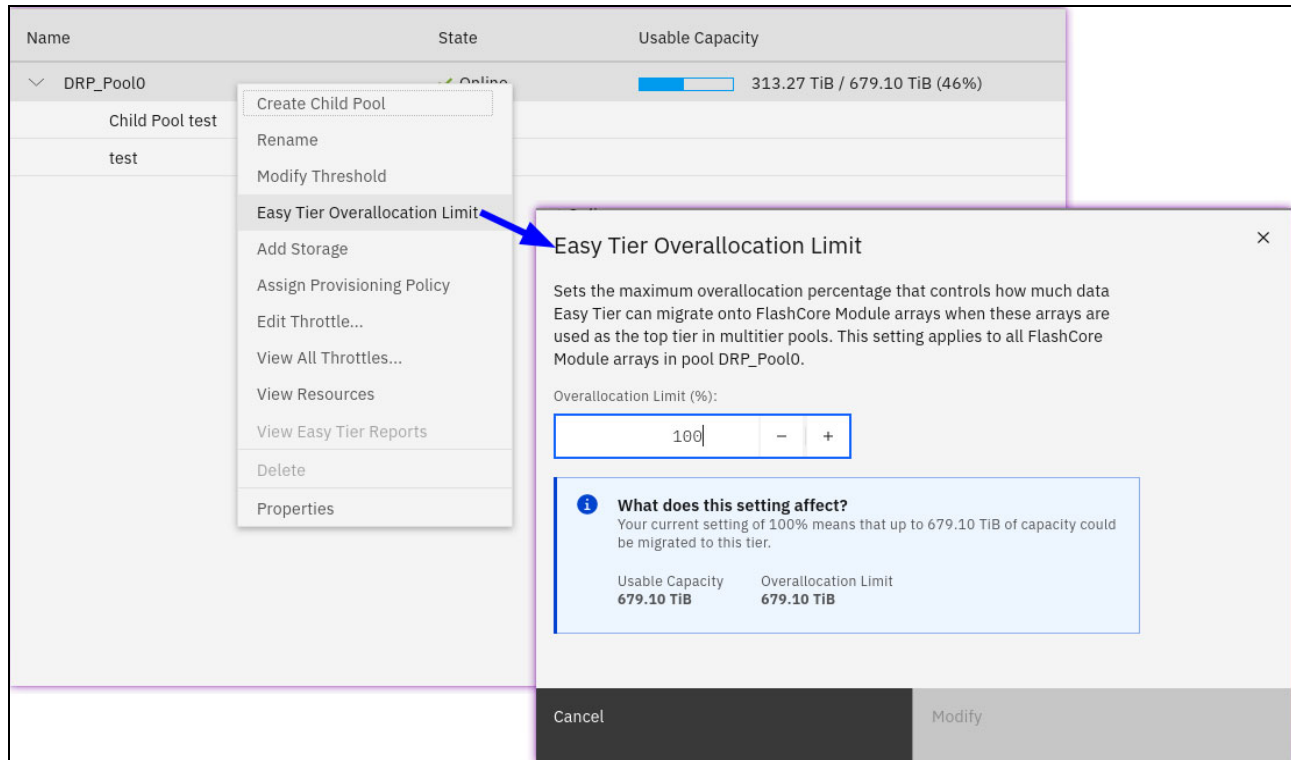 Name State Usable Capacity
DRP_Pool0 Online 313.27 TiB / 679.10 TiB (46%)
Child Pool test
test
Create Child Pool
Rename
Modify Threshold
Easy Tier Overallocation Limit
Add Storage
Assign Provisioning Policy
Edit Throttle...
View All Throttles...
View Resources
View Easy Tier Reports
Delete
Properties
Easy Tier Overallocation Limit
Sets the maximum overallocation percentage that controls how much data
Easy Tier can migrate onto FlashCore Module arrays when these arrays are
used as the top tier in multitier pools. This setting applies to all FlashCore
Module arrays in pool DRP_Pool0.
Overallocation Limit (%):
100 − +
What does this setting affect?
Your current setting of 100% means that up to 679.10 TiB of capacity could
be migrated to this tier.
Usable Capacity Overallocation Limit
679.10 TiB 679.10 TiB
Cancel Modify